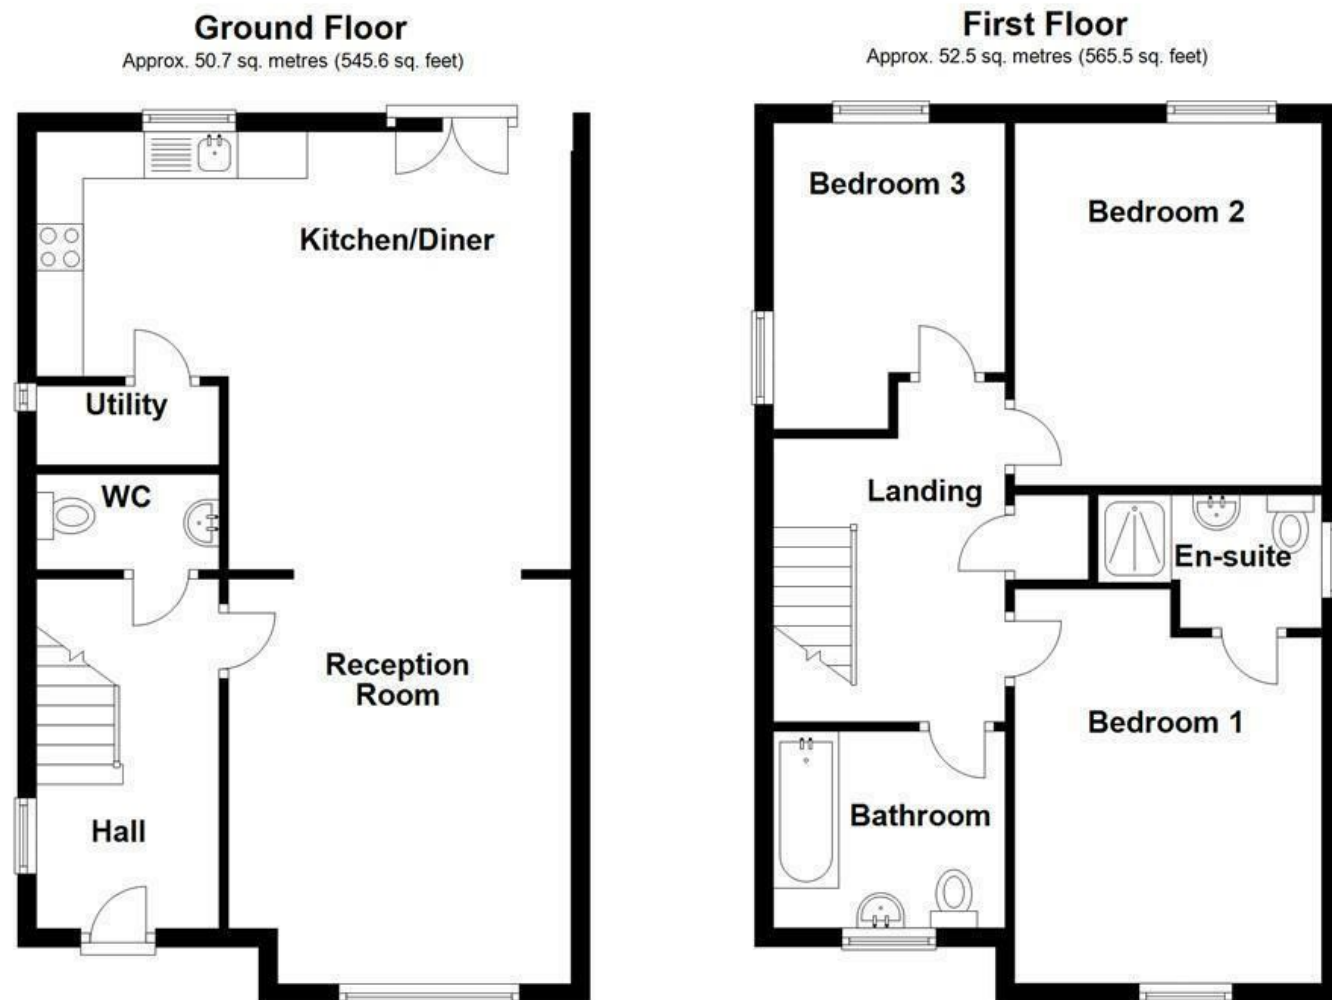 Ground Floor
Approx. 50.7 sq. metres (545.6 sq. feet)
Kitchen/Diner
Utility
WC
Reception
Room
Hall
First Floor
Approx. 52.5 sq. metres (565.5 sq. feet)
Bedroom 3
Bedroom 2
Landing
En-suite
Bedroom 1
Bathroom